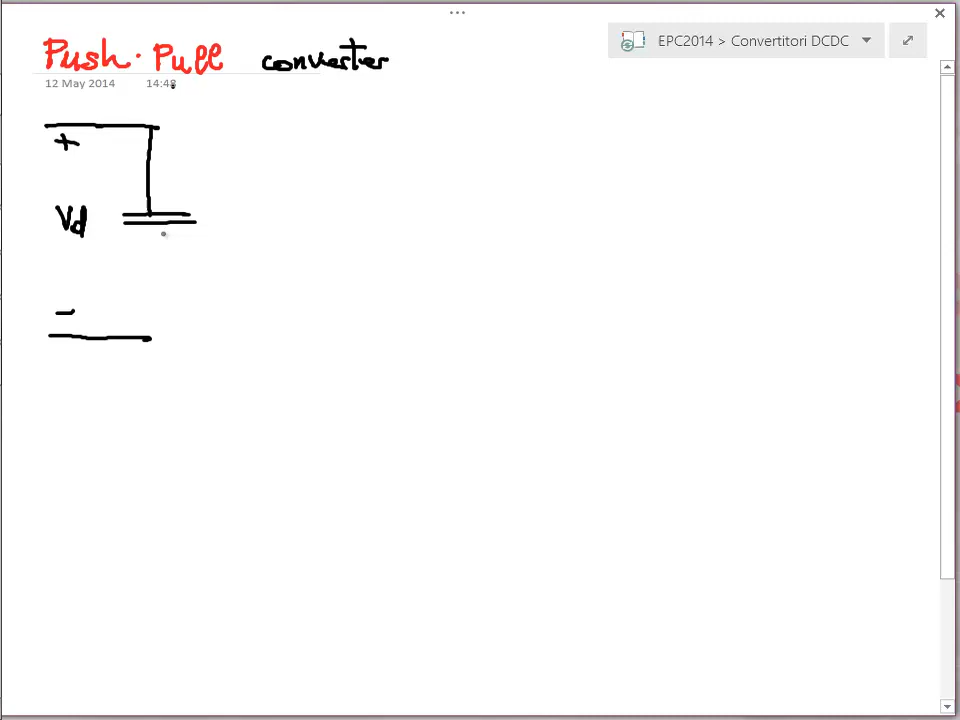 Push-Pull converter
EPC2014 > Convertitori DCDC
12 May 2014 14:48
+
Vd
-